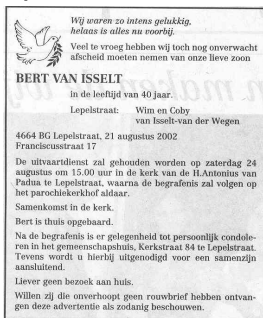 Wij waren zo intens gelukkig,
helaas is alles nu voorbij.
Veel te vroeg hebben wij toch nog onverwacht
afscheid moeten nemen van onze lieve zoon
BERT VAN ISSELT
in de leeftijd van 40 jaar.
Lepelstraat: Wim en Coby
van Isselt-van der Wegen
4664 BG Lepelstraat, 21 augustus 2002
Franciscusstraat 17
De uitvaartdienst zal gehouden worden op zaterdag 24
augustus om 15.00 uur in de kerk van de H.Antonius van
Padua te Lepelstraat, waarna de begrafenis zal volgen op
het parochiekerkhof aldaar.
Samenkomst in de kerk.
Bert is thuis opgebaard.
Na de begrafenis is er gelegenheid tot persoonlijk condole-
ren in het gemeenschapshuis, Kerkstraat 84 te Lepelstraat.
Tevens wordt u hierbij uitgenodigd voor een samenzijn
aansluitend.
Liever geen bezoek aan huis.
Willen zij die onverhoopt geen rouwbrief hebben ontvan-
gen deze advertentie als zodanig beschouwen.